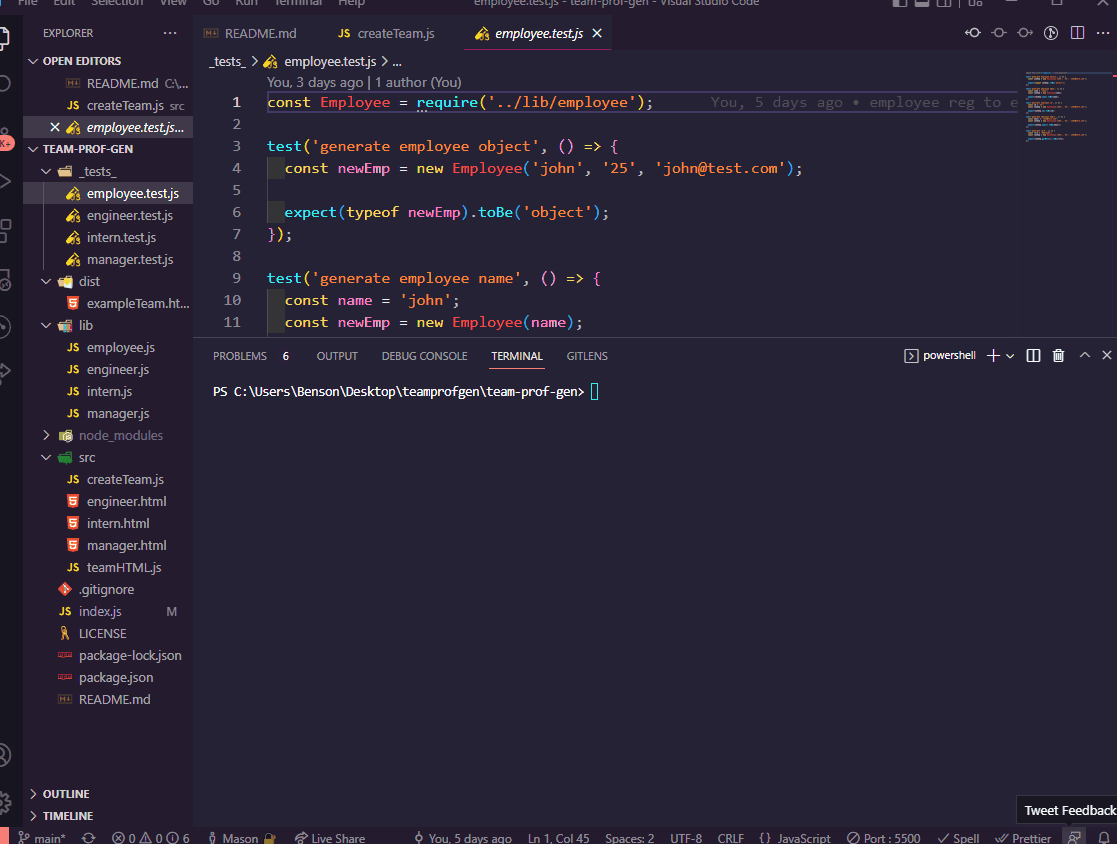 File Edit Selection View Go Run Terminal Help employee.test.js - team-prof-gen - Visual Studio Code
EXPLORER ···
OPEN EDITORS
README.md C:\...
JS createTeam.js src
employee.test.js...
TEAM-PROF-GEN
_tests_
employee.test.js
engineer.test.js
intern.test.js
manager.test.js
dist
exampleTeam.ht...
lib
JS employee.js
JS engineer.js
JS intern.js
JS manager.js
node_modules
src
JS createTeam.js
engineer.html
intern.html
manager.html
JS teamHTML.js
.gitignore
JS index.js M
LICENSE
package-lock.json
package.json
README.md
OUTLINE
TIMELINE
K+
README.md
JS createTeam.js
employee.test.js
_tests_ > employee.test.js > ...
You, 3 days ago | 1 author (You)
1 const Employee = require('../lib/employee'); You, 5 days ago • employee reg to e
2
3 test('generate employee object', () => {
4 const newEmp = new Employee('john', '25', 'john@test.com');
5
6 expect(typeof newEmp).toBe('object');
7 });
8
9 test('generate employee name', () => {
10 const name = 'john';
11 const newEmp = new Employee(name);
PROBLEMS 6 OUTPUT DEBUG CONSOLE TERMINAL GITLENS powershell
PS C:\Users\Benson\Desktop\teamprofgen\team-prof-gen>
Tweet Feedback
main* 0 0 6 Mason Live Share You, 5 days ago Ln 1, Col 45 Spaces: 2 UTF-8 CRLF {} JavaScript Port : 5500 Spell Prettier